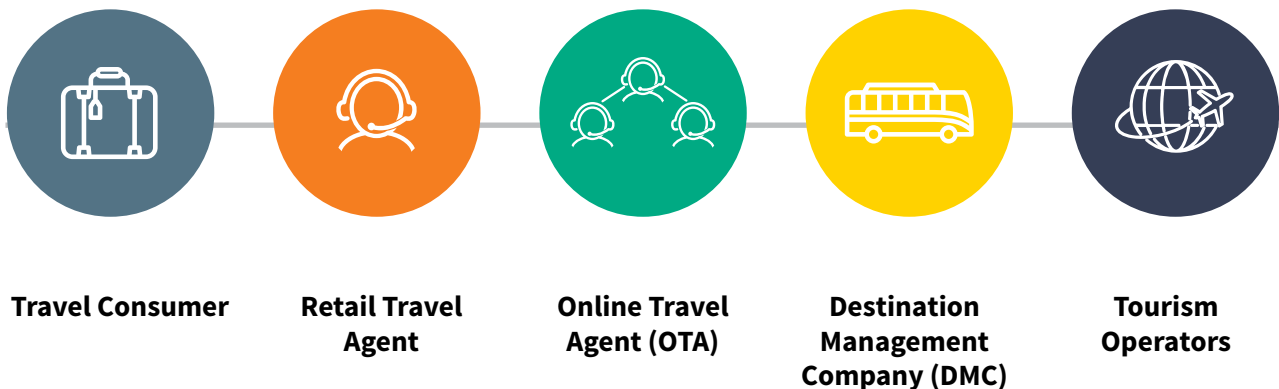 Travel Consumer
Retail Travel
Agent
Online Travel
Agent (OTA)
Destination
Management
Company (DMC)
Tourism
Operators